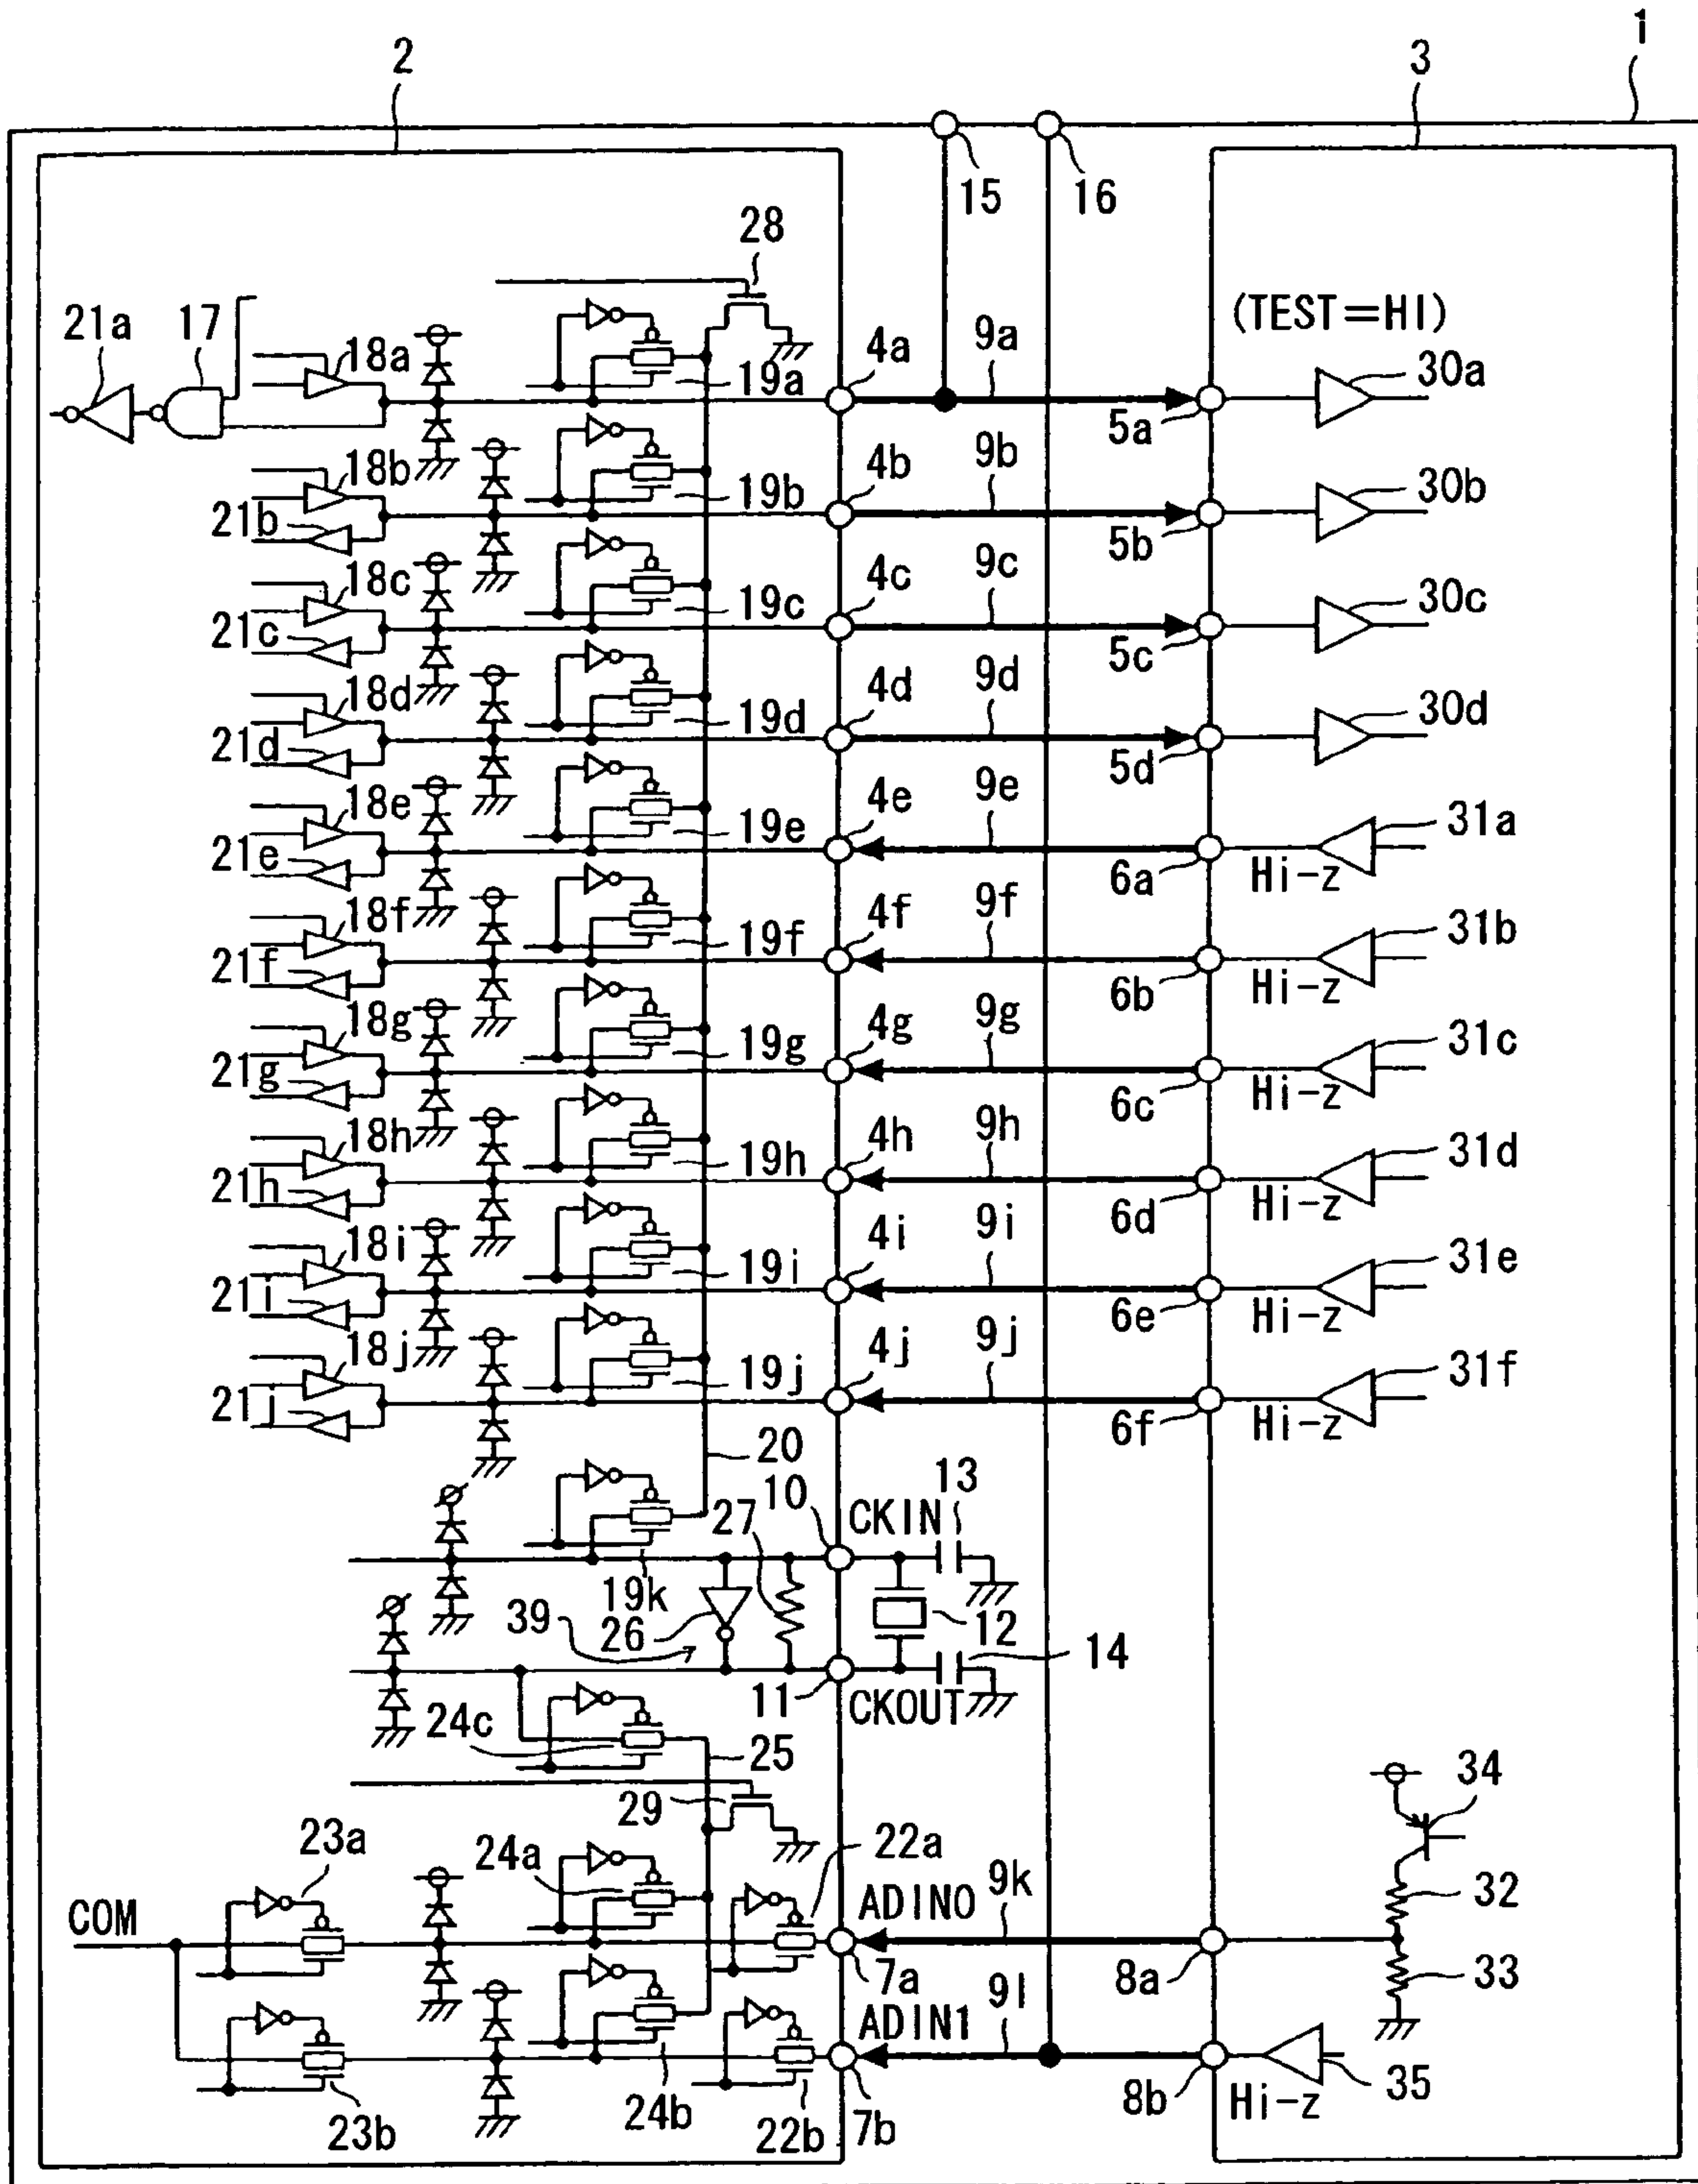 1
2
3
15
16
28
(TEST=HI)
21a
17
18a
19a
4a
9a
5a
30a
18b
21b
19b
4b
9b
5b
30b
18c
21c
19c
4c
9c
5c
30c
18d
21d
19d
4d
9d
5d
30d
18e
21e
19e
4e
9e
6a
Hi-z
31a
18f
21f
19f
4f
9f
6b
Hi-z
31b
18g
21g
19g
4g
9g
6c
Hi-z
31c
18h
21h
19h
4h
9h
6d
Hi-z
31d
18i
21i
19i
4i
9i
6e
Hi-z
31e
18j
21j
19j
4j
9j
6f
Hi-z
31f
20
10
13
27
CKIN
19k
39
26
12
14
11
CKOUT
24c
25
29
34
23a
24a
22a
COM
ADIN0
9k
32
7a
8a
33
ADIN1
9l
24b
23b
22b
7b
8b
Hi-z
35